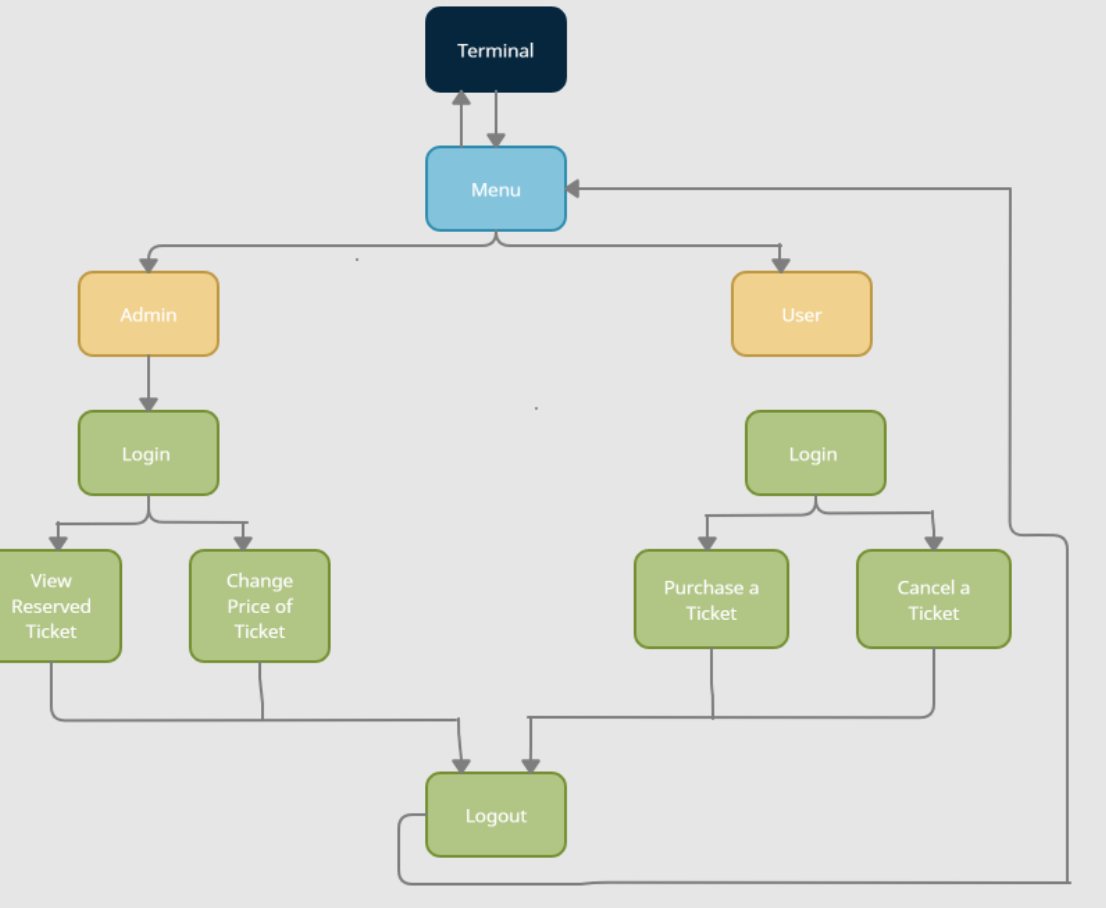 Terminal
Menu
Admin
User
Login
Login
View
Reserved
Ticket
Change
Price of
Ticket
Purchase a
Ticket
Cancel a
Ticket
Logout